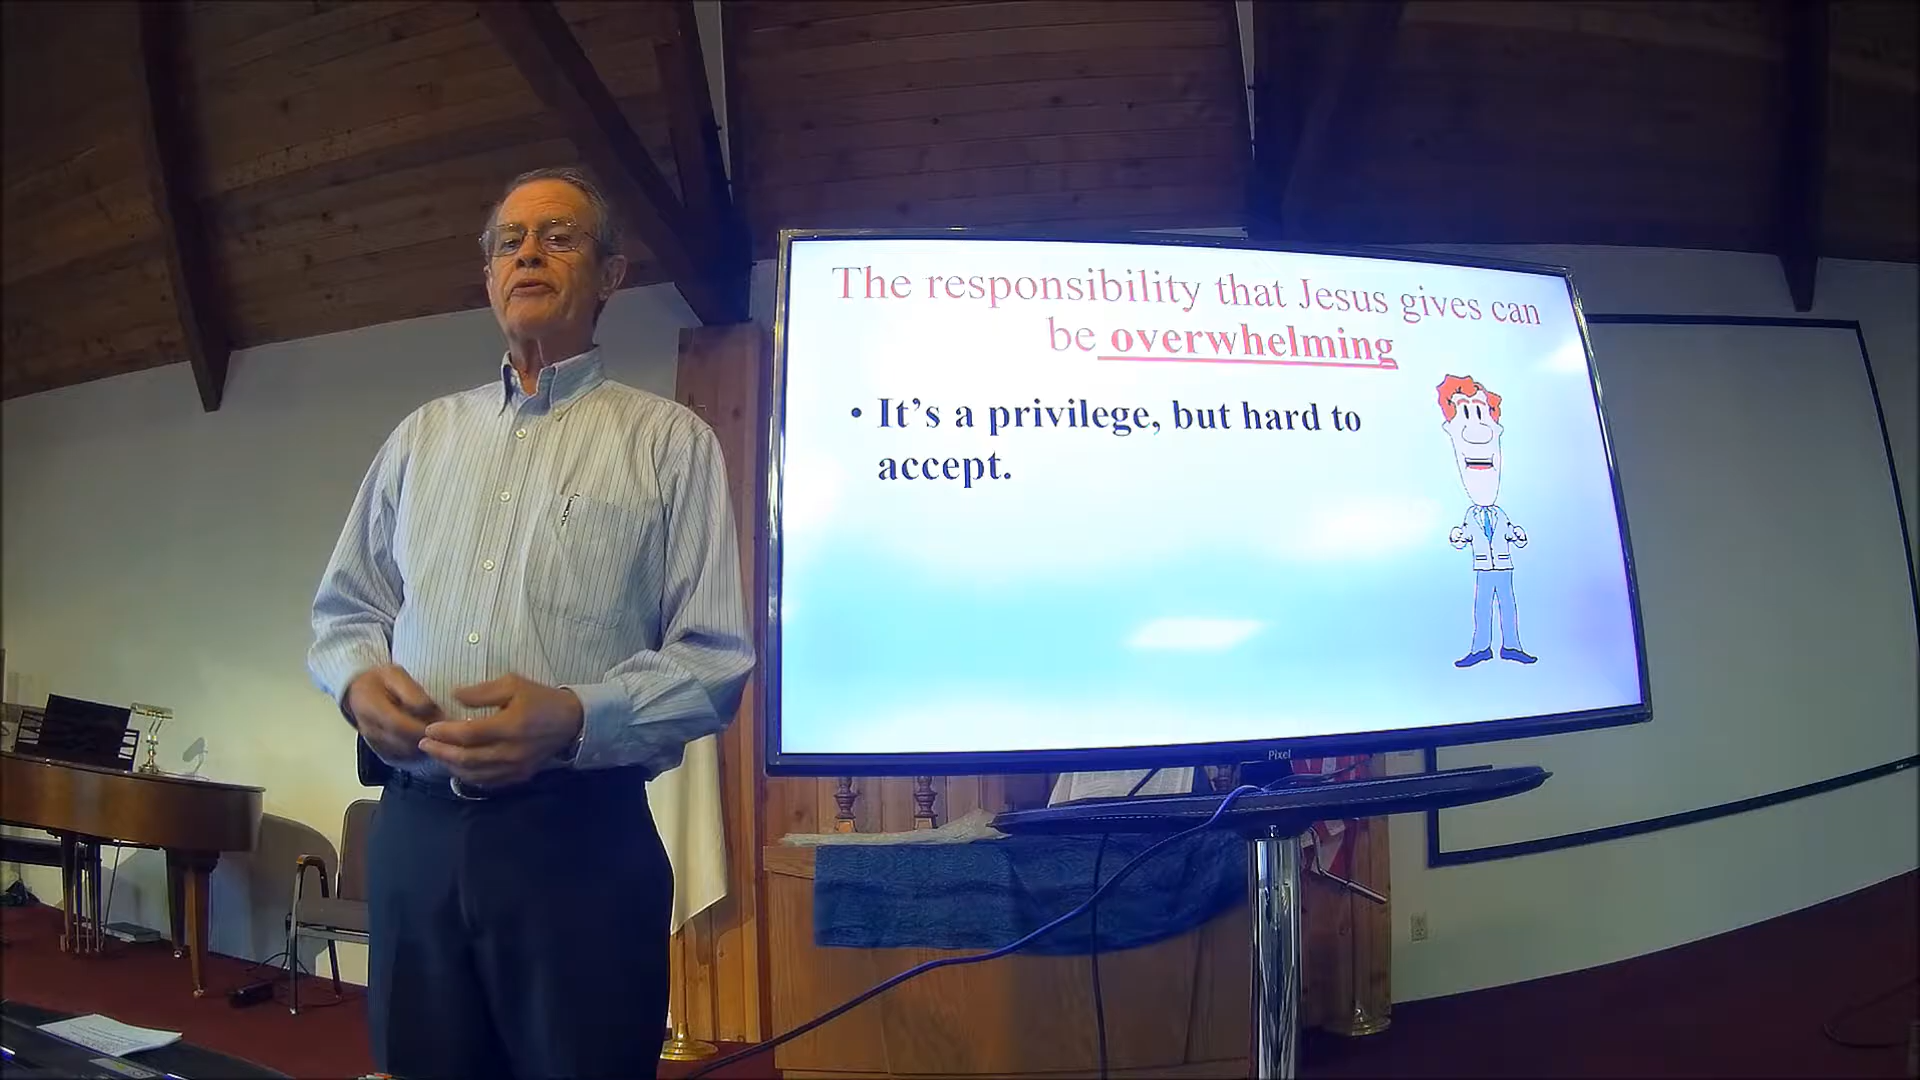 The responsibility that Jesus gives can
be overwhelming
• It’s a privilege, but hard to
accept.
Pixel